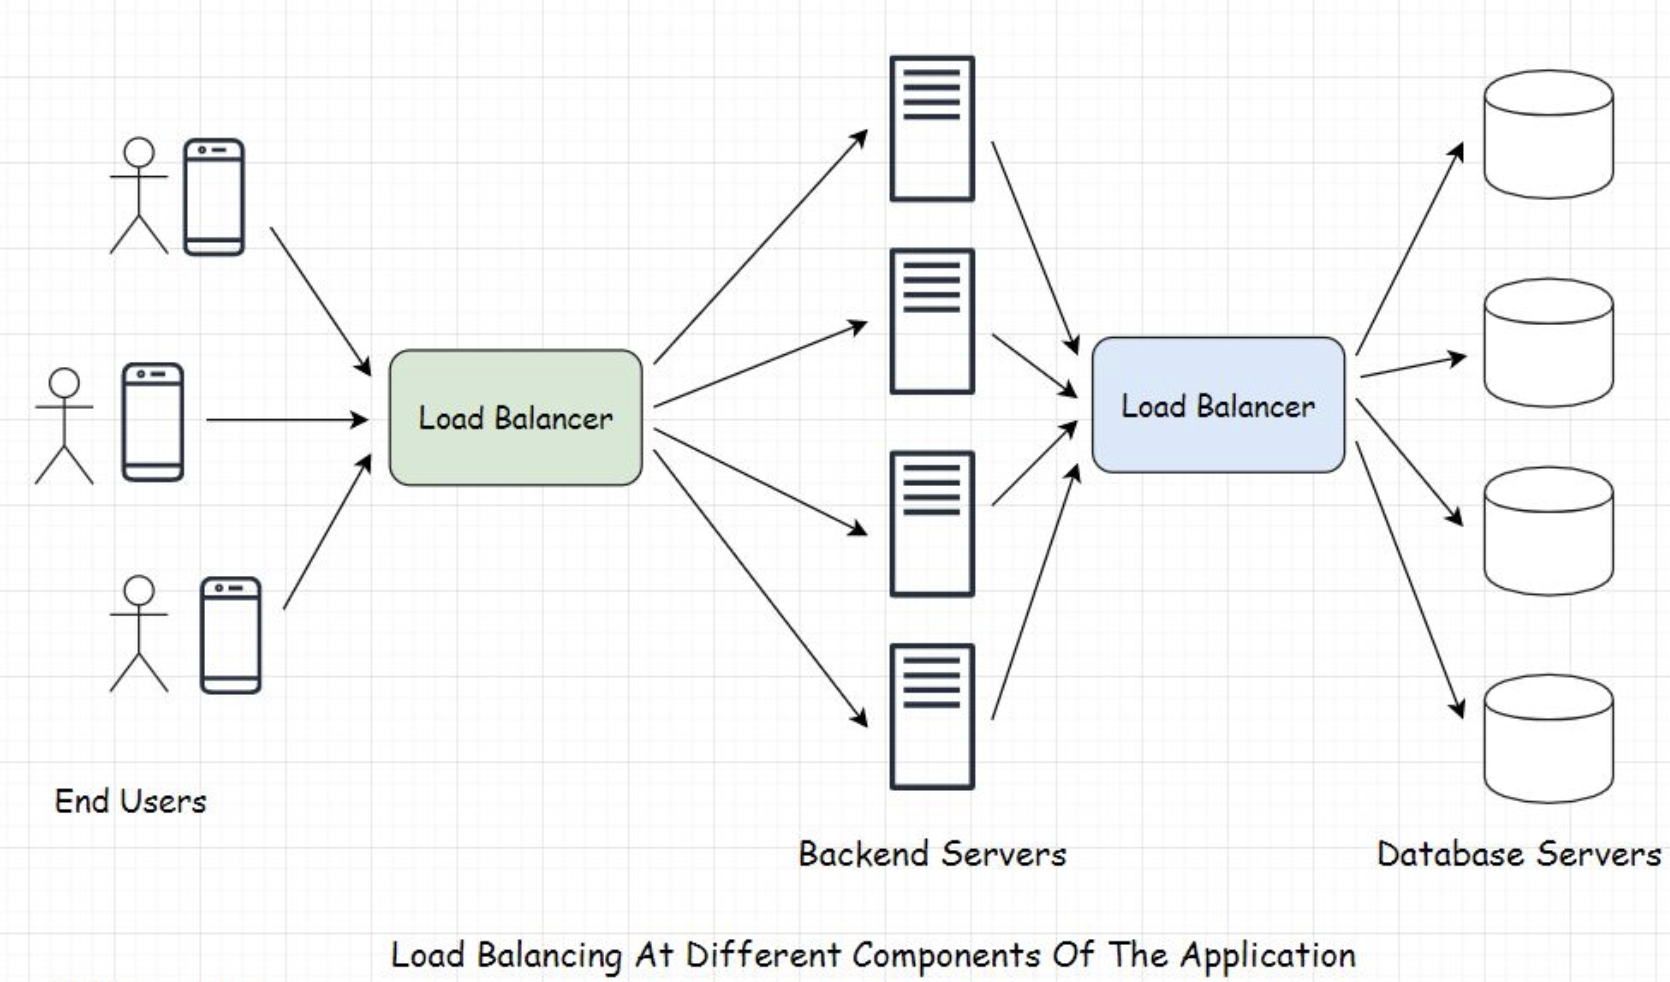 Load Balancer
Load Balancer
End Users
Backend Servers
Database Servers
Load Balancing At Different Components Of The Application